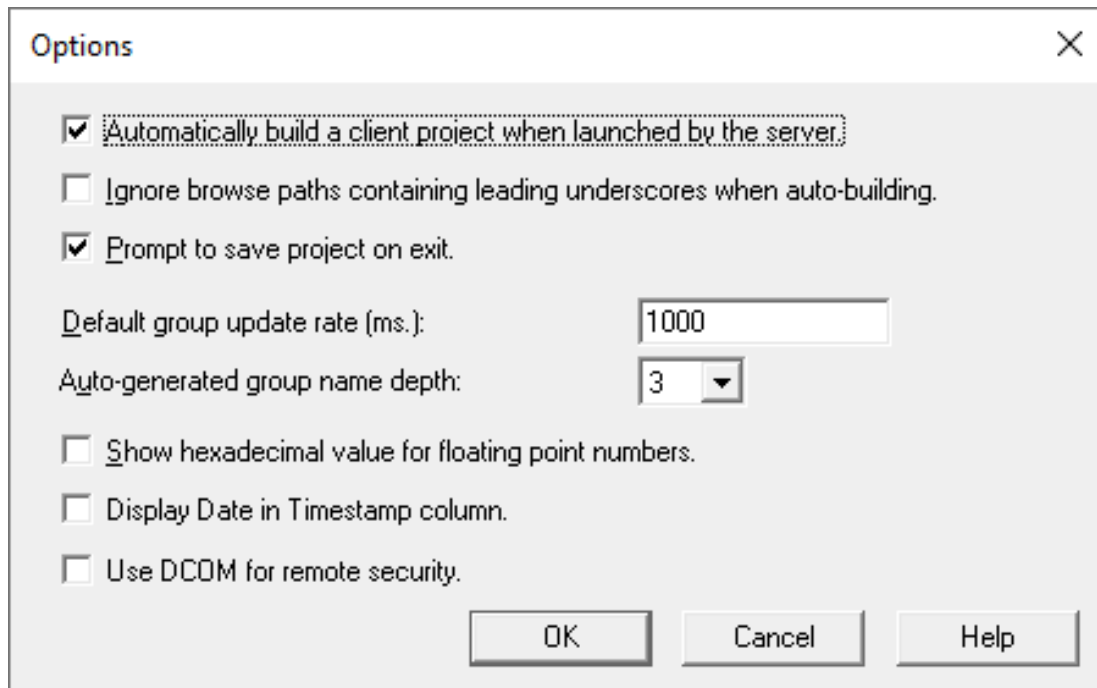 Options
Automatically build a client project when launched by the server.
Ignore browse paths containing leading underscores when auto-building.
Prompt to save project on exit.
Default group update rate (ms.): 1000
Auto-generated group name depth: 3
Show hexadecimal value for floating point numbers.
Display Date in Timestamp column.
Use DCOM for remote security.
OK Cancel Help